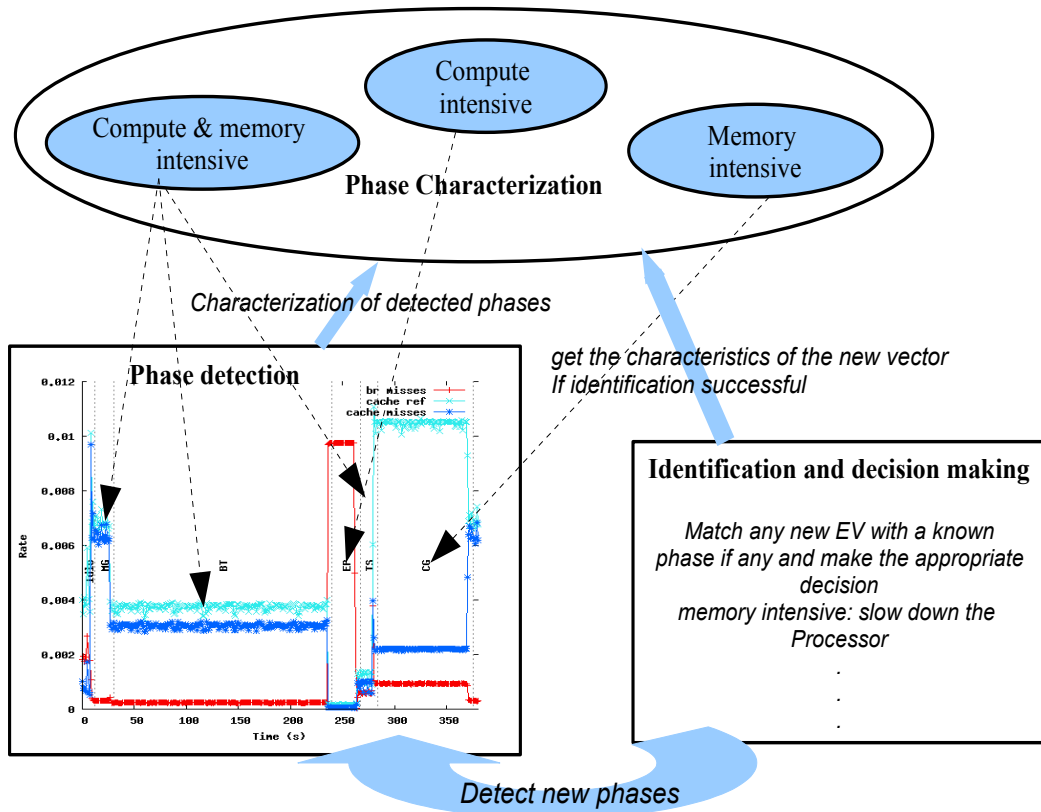 Compute
intensive
Compute & memory
intensive
Memory
intensive
Phase Characterization
Characterization of detected phases
get the characteristics of the new vector
If identification successful
Phase detection
br misses
cache ref
cache misses
0.012
0.01
0.008
0.006
0.004
0.002
0
Rate
Idle
MG
BT
EP
TS
CG
0
50
100
150
200
250
300
350
Time (s)
Identification and decision making
Match any new EV with a known
phase if any and make the appropriate
decision
memory intensive: slow down the
Processor
.
.
.
Detect new phases